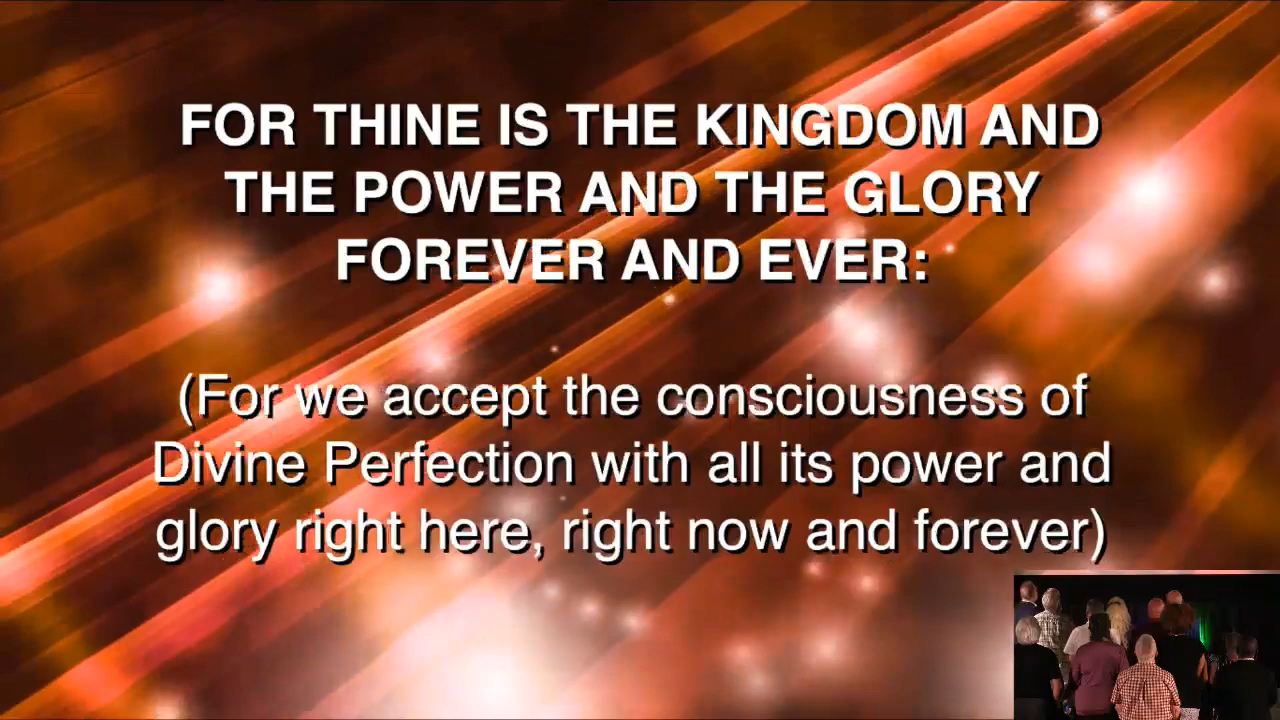 FOR THINE IS THE KINGDOM AND
THE POWER AND THE GLORY
FOREVER AND EVER:
(For we accept the consciousness of
Divine Perfection with all its power and
glory right here, right now and forever)